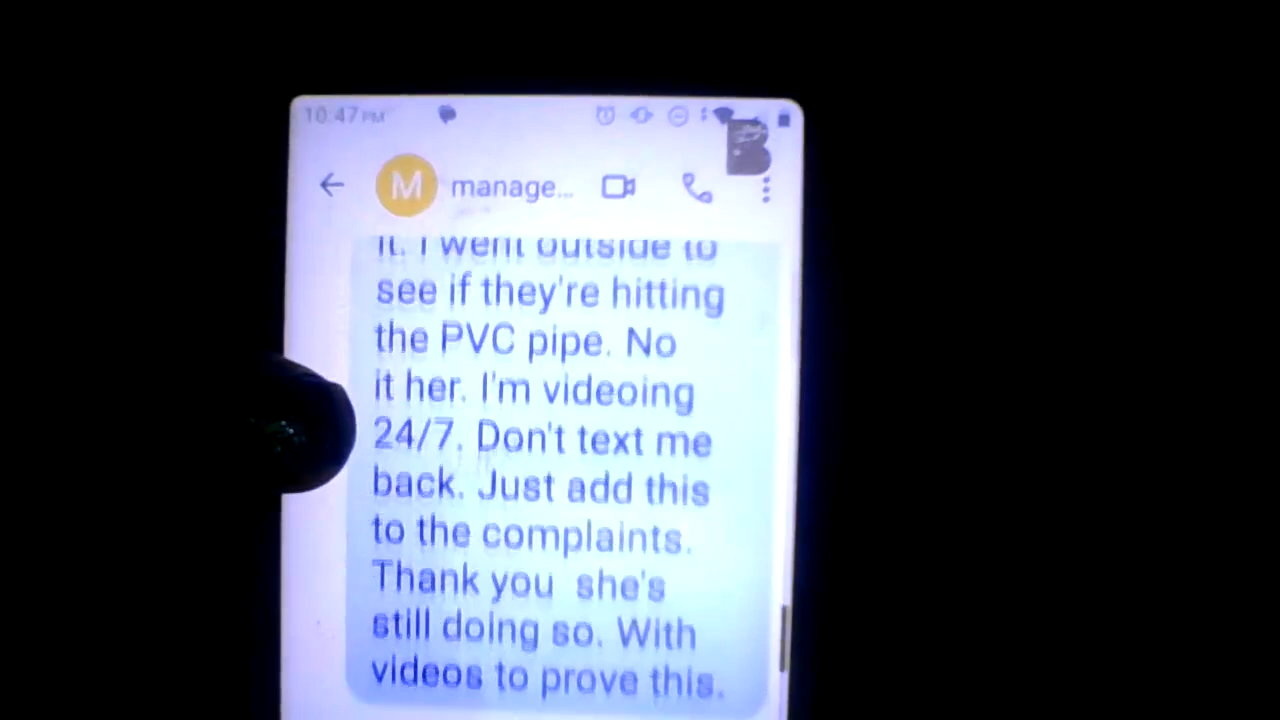 10:47 PM
M manage...
it. I went outside to
see if they're hitting
the PVC pipe. No
it her. I'm videoing
24/7. Don't text me
back. Just add this
to the complaints.
Thank you she's
still doing so. With
videos to prove this.
B